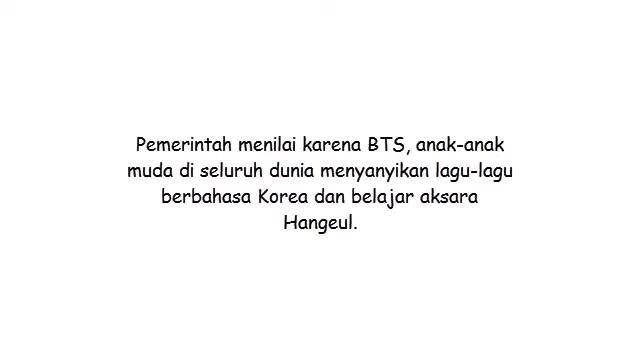 Pemerintah menilai karena BTS, anak-anak
muda di seluruh dunia menyanyikan lagu-lagu
berbahasa Korea dan belajar aksara
Hangeul.